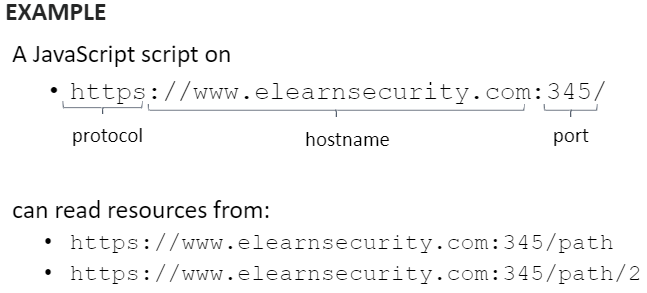 EXAMPLE
A JavaScript script on
• https://www.elearnsecurity.com:345/
protocol hostname port
can read resources from:
• https://www.elearnsecurity.com:345/path
• https://www.elearnsecurity.com:345/path/2